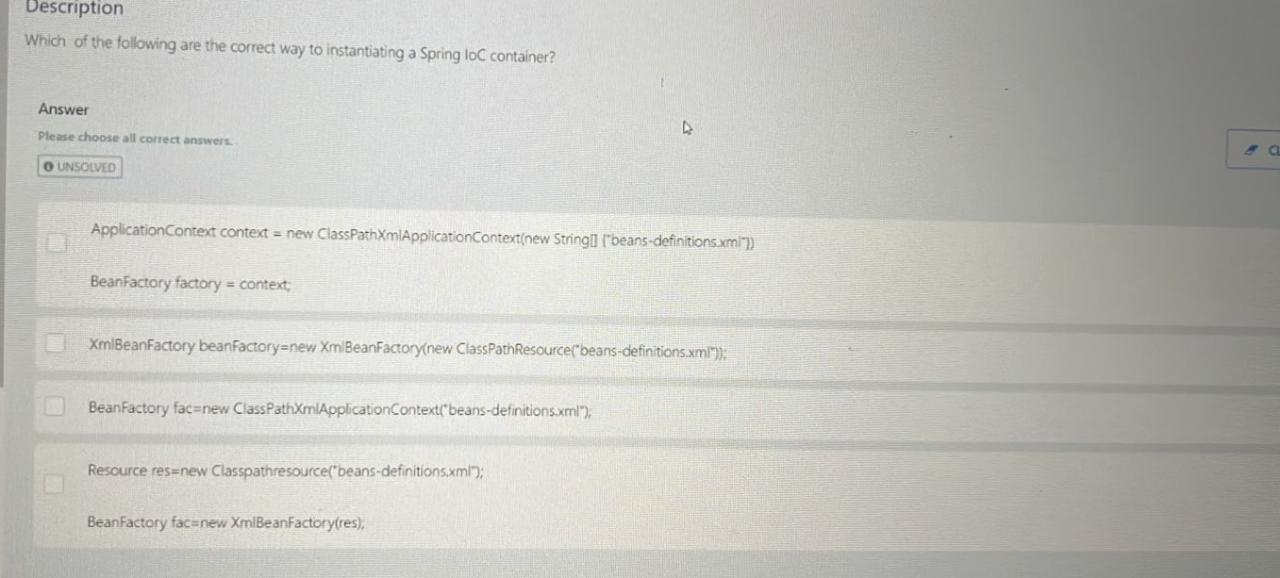 Description
Which of the following are the correct way to instantiating a Spring IoC container?
Answer
Please choose all correct answers.
UNSOLVED
ApplicationContext context = new ClassPathXmlApplicationContext(new String[] {"beans-definitions.xml"})
BeanFactory factory = context;
XmlBeanFactory beanFactory=new XmlBeanFactory(new ClassPathResource("beans-definitions.xml"));
BeanFactory fac=new ClassPathXmlApplicationContext("beans-definitions.xml");
Resource res=new Classpathresource("beans-definitions.xml");
BeanFactory fac=new XmlBeanFactory(res);